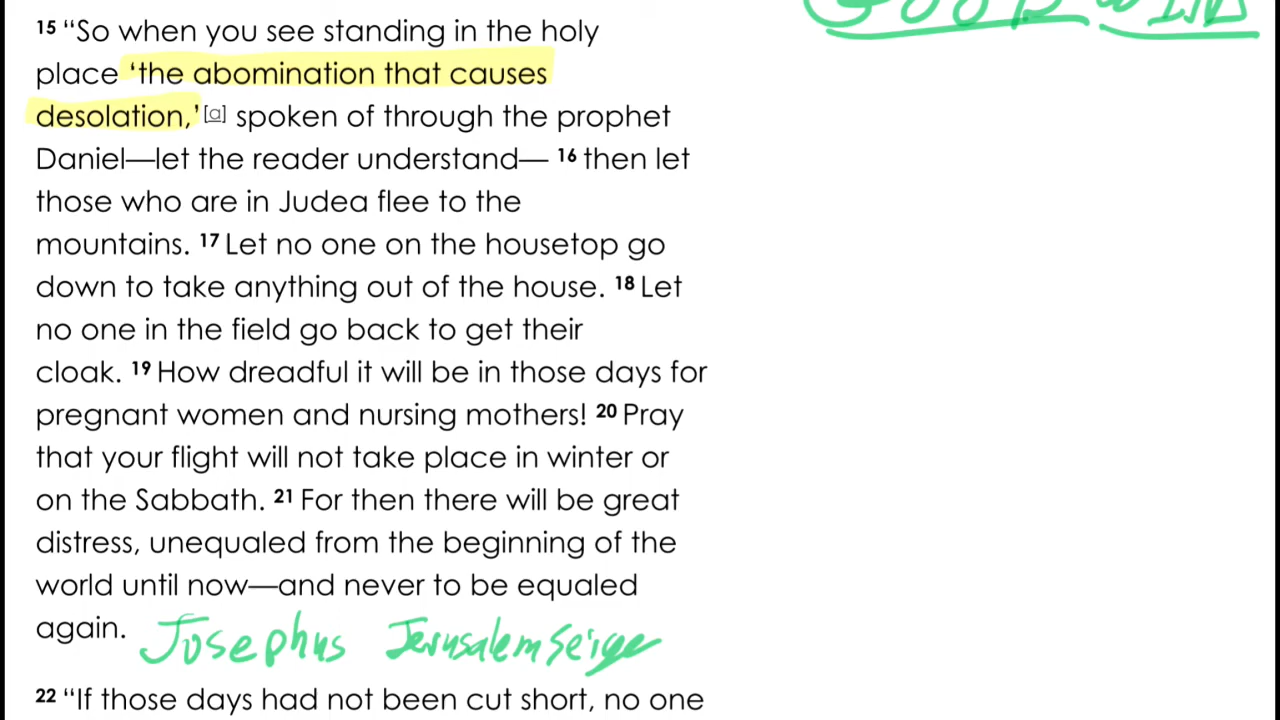 15 “So when you see standing in the holy
place ‘the abomination that causes
desolation,’[a] spoken of through the prophet
Daniel—let the reader understand— 16 then let
those who are in Judea flee to the
mountains. 17 Let no one on the housetop go
down to take anything out of the house. 18 Let
no one in the field go back to get their
cloak. 19 How dreadful it will be in those days for
pregnant women and nursing mothers! 20 Pray
that your flight will not take place in winter or
on the Sabbath. 21 For then there will be great
distress, unequaled from the beginning of the
world until now—and never to be equaled
again.
Josephus Jerusalem Seige
22 “If those days had not been cut short, no one